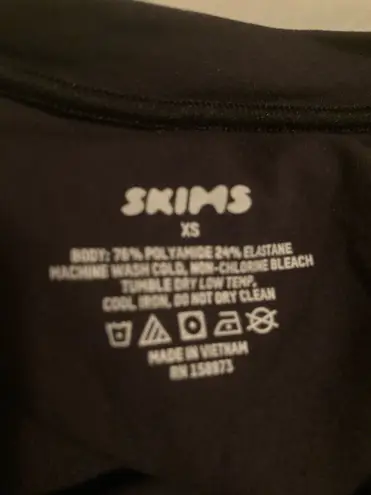 SKIMS
XS
BODY: 76% POLYAMIDE 24% ELASTANE
MACHINE WASH COLD, NON-CHLORINE BLEACH
TUMBLE DRY LOW TEMP,
COOL IRON, DO NOT DRY CLEAN
MADE IN VIETNAM
RN 158873